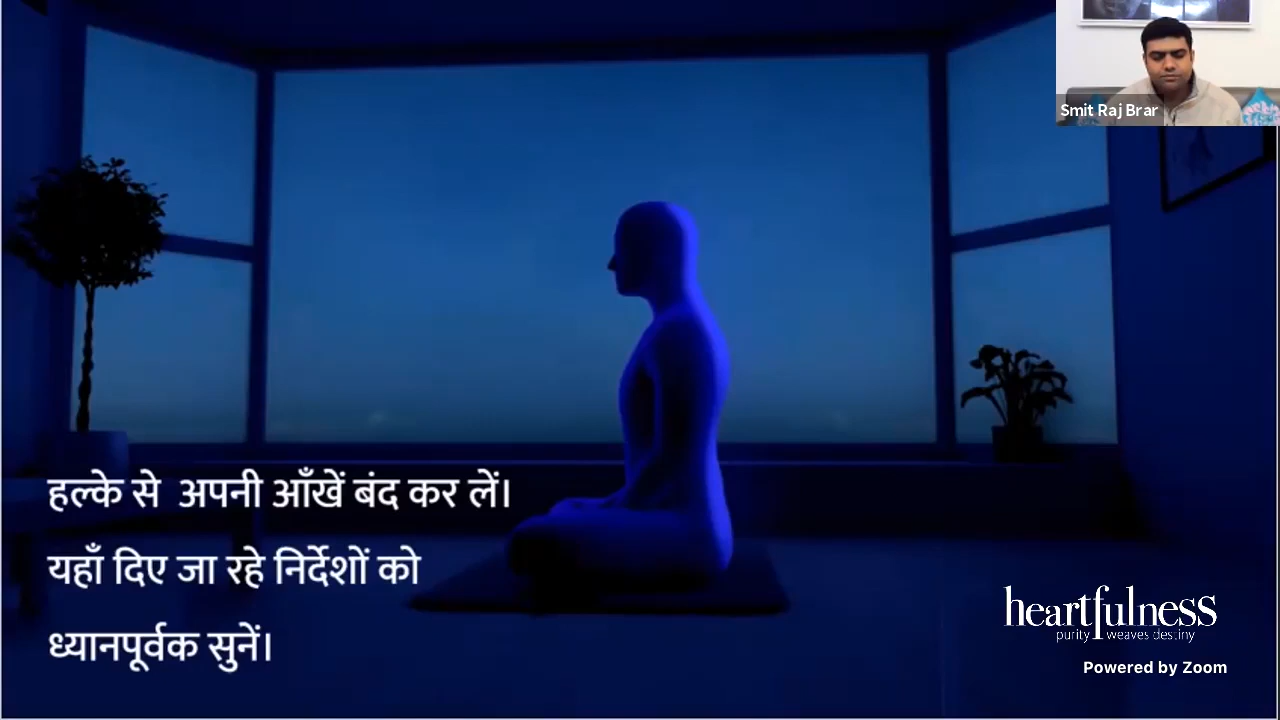 Smit Raj Brar
हल्के से अपनी आँखें बंद कर लें।
यहाँ दिए जा रहे निर्देशों को
ध्यानपूर्वक सुनें।
heartfulness
purity weaves destiny
Powered by Zoom